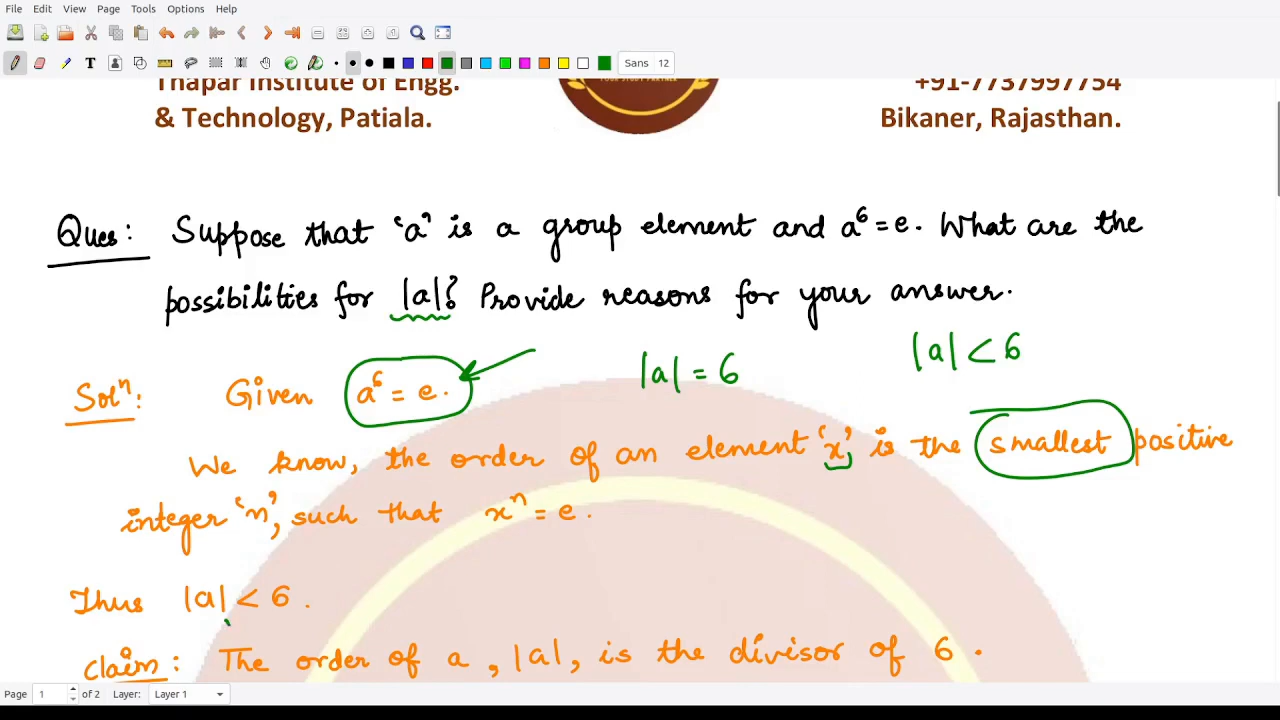 File Edit View Page Tools Options Help
Sans 12
Thapar Institute of Engg.
& Technology, Patiala.
YOUR STUDY PARTNER
+91-7737997754
Bikaner, Rajasthan.
Ques: Suppose that 'a' is a group element and a⁶ = e. What are the
possibilities for |a|? Provide reasons for your answer.
|a| = 6
|a| < 6
Solⁿ: Given a⁶ = e.
We know, the order of an element 'x' is the smallest positive
integer 'n', such that xⁿ = e.
Thus |a| < 6.
Claim: The order of a, |a|, is the divisor of 6.
Page 1 of 2 Layer: Layer 1